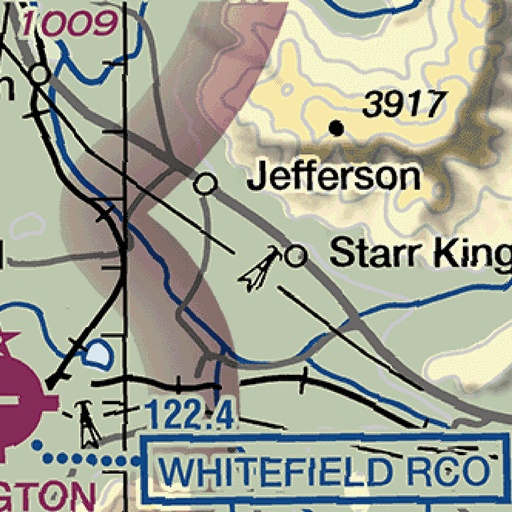 1009
3917
Jefferson
Starr King
122.4
WHITEFIELD RCO
GTON